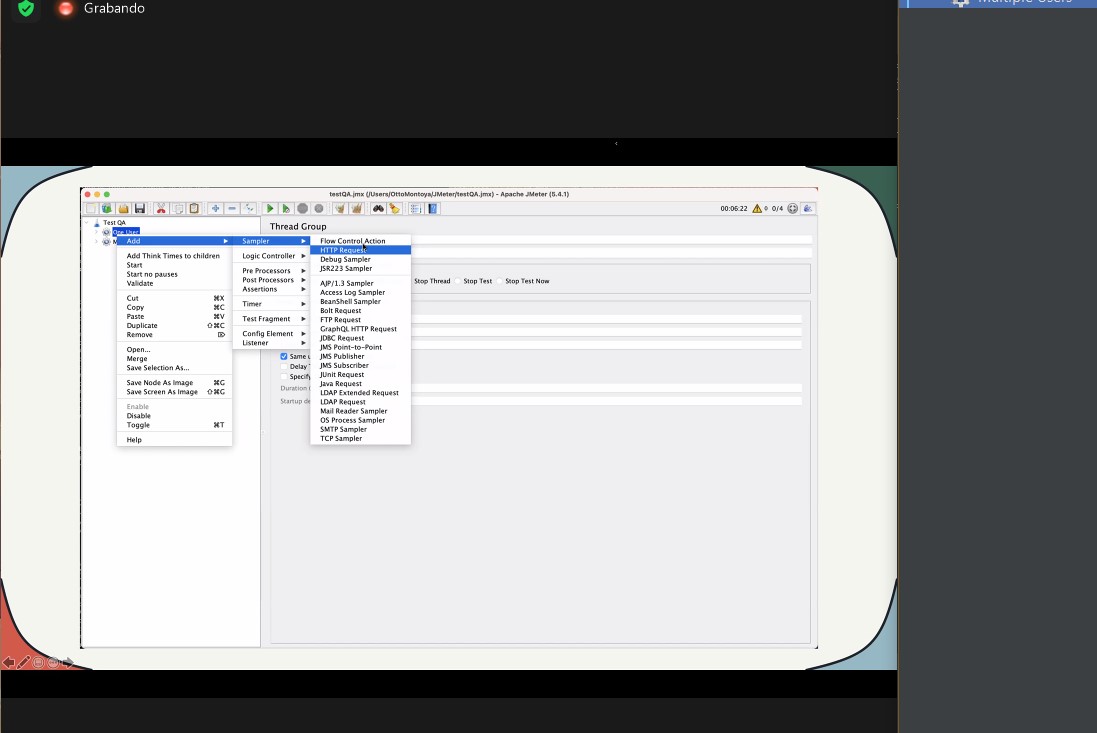 Grabando
Multiple Users
testQA.jmx (/Users/OttoMontoya/JMeter/testQA.jmx) - Apache JMeter (5.4.1)
00:06:22 0 0/4
Test QA
One User
Thread Group
Add
Add Think Times to children
Start
Start no pauses
Validate
Cut ⌘X
Copy ⌘C
Paste ⌘V
Duplicate ⇧⌘C
Remove ⌦
Open...
Merge
Save Selection As...
Save Node As Image ⌘G
Save Screen As Image ⇧⌘G
Enable
Disable
Toggle ⌘T
Help
Sampler
Logic Controller
Pre Processors
Post Processors
Assertions
Timer
Test Fragment
Config Element
Listener
Flow Control Action
HTTP Request
Debug Sampler
JSR223 Sampler
AJP/1.3 Sampler
Access Log Sampler
BeanShell Sampler
Bolt Request
FTP Request
GraphQL HTTP Request
JDBC Request
JMS Point-to-Point
JMS Publisher
JMS Subscriber
JUnit Request
Java Request
LDAP Extended Request
LDAP Request
Mail Reader Sampler
OS Process Sampler
SMTP Sampler
TCP Sampler
Stop Thread Stop Test Stop Test Now
Same u
Delay T
Specify
Duration
Startup de